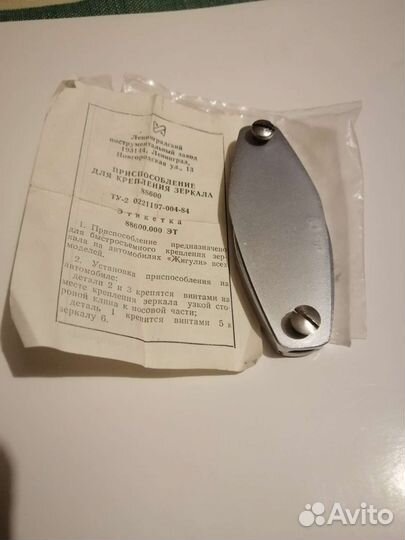 Ленинградский
инструментальный завод
193144, Ленинград,
Новгородская ул., 13
ПРИСПОСОБЛЕНИЕ
ДЛЯ КРЕПЛЕНИЯ ЗЕРКАЛА
88600
ТУ-2 0221197-004-84
Этикетка
88600.000 ЭТ
1. Приспособление предназначено
для быстросъемного крепления зер-
кала на автомобилях «Жигули» всех
моделей.
2. Установка приспособления на
автомобиле:
детали 2 и 3 крепятся винтами на
месте крепления зеркала узкой сто-
роной клина к носовой части;
деталь 1 крепится винтами 5 к
зеркалу 6.
Avito